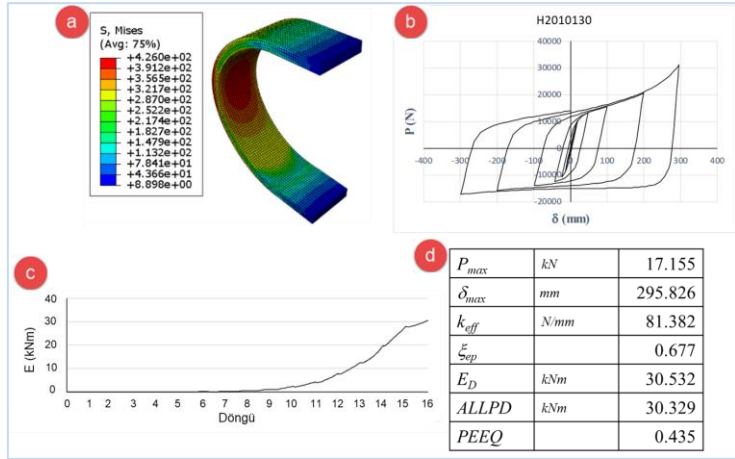 a
S, Mises
(Avg: 75%)
+4.260e+02
+3.912e+02
+3.565e+02
+3.217e+02
+2.870e+02
+2.522e+02
+2.174e+02
+1.827e+02
+1.479e+02
+1.132e+02
+7.841e+01
+4.366e+01
+8.898e+00
b
H2010130
P (N)
40000
30000
20000
10000
0
-10000
-20000
-400 -300 -200 -100 0 100 200 300 400
δ (mm)
c
E (kNm)
40
30
20
10
0
0 1 2 3 4 5 6 7 8 9 10 11 12 13 14 15 16
Döngü
d
Pmax kN 17.155
δmax mm 295.826
keff N/mm 81.382
ξep 0.677
ED kNm 30.532
ALLPD kNm 30.329
PEEQ 0.435